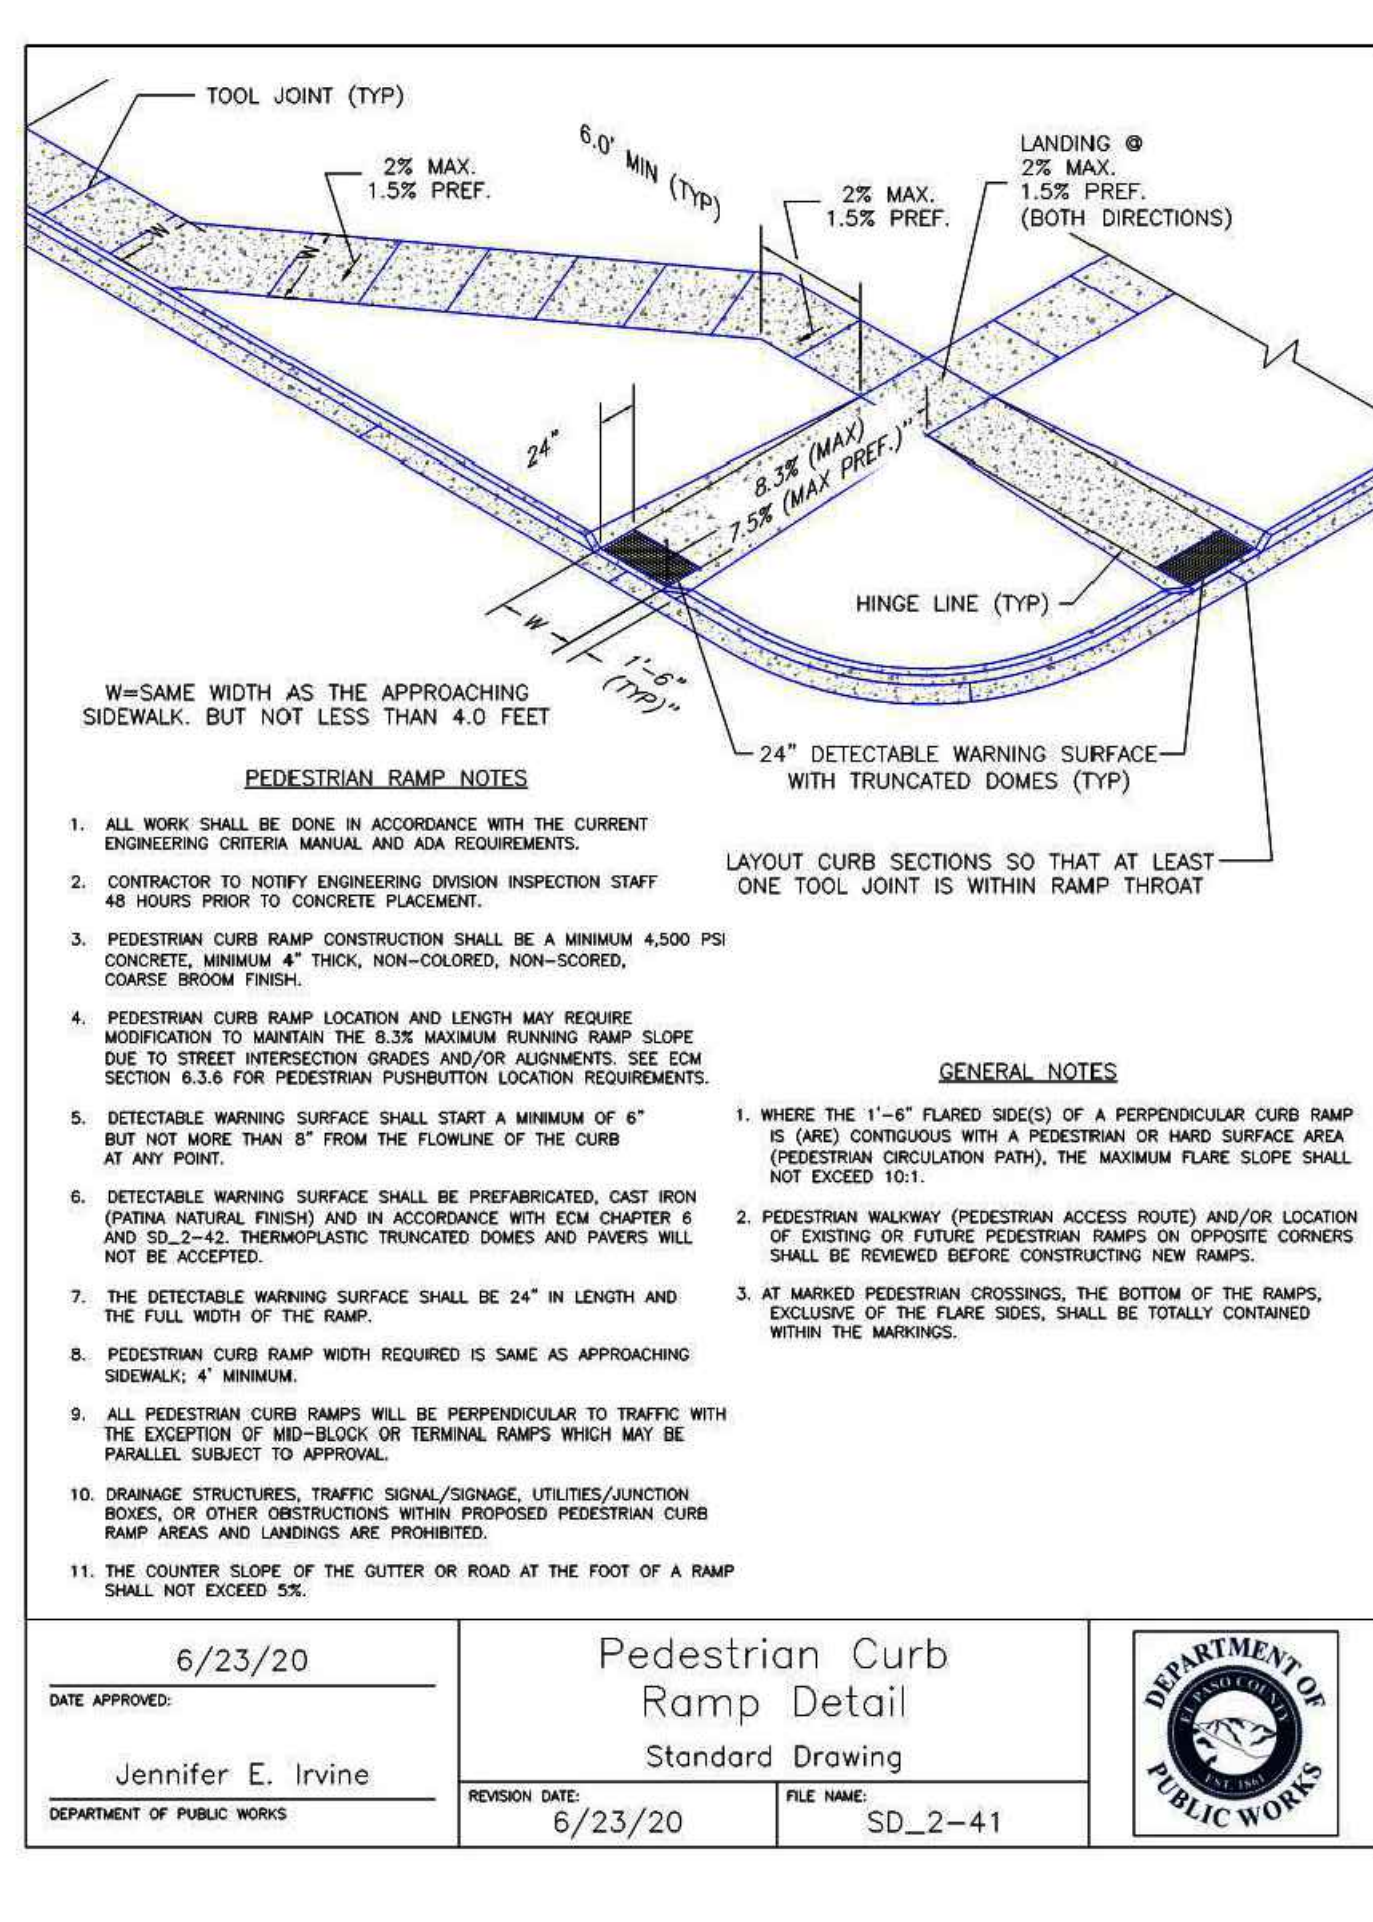 TOOL JOINT (TYP)
2% MAX.
1.5% PREF.
6.0' MIN (TYP)
2% MAX.
1.5% PREF.
LANDING @
2% MAX.
1.5% PREF.
(BOTH DIRECTIONS)
W
W
24"
8.3% (MAX)
7.5% (MAX PREF.)"
HINGE LINE (TYP)
W
1'-6"
(TYP)"
W=SAME WIDTH AS THE APPROACHING
SIDEWALK. BUT NOT LESS THAN 4.0 FEET
24" DETECTABLE WARNING SURFACE
WITH TRUNCATED DOMES (TYP)
LAYOUT CURB SECTIONS SO THAT AT LEAST
ONE TOOL JOINT IS WITHIN RAMP THROAT
PEDESTRIAN RAMP NOTES
1. ALL WORK SHALL BE DONE IN ACCORDANCE WITH THE CURRENT
ENGINEERING CRITERIA MANUAL AND ADA REQUIREMENTS.
2. CONTRACTOR TO NOTIFY ENGINEERING DIVISION INSPECTION STAFF
48 HOURS PRIOR TO CONCRETE PLACEMENT.
3. PEDESTRIAN CURB RAMP CONSTRUCTION SHALL BE A MINIMUM 4,500 PSI
CONCRETE, MINIMUM 4" THICK, NON-COLORED, NON-SCORED,
COARSE BROOM FINISH.
4. PEDESTRIAN CURB RAMP LOCATION AND LENGTH MAY REQUIRE
MODIFICATION TO MAINTAIN THE 8.3% MAXIMUM RUNNING RAMP SLOPE
DUE TO STREET INTERSECTION GRADES AND/OR ALIGNMENTS. SEE ECM
SECTION 6.3.6 FOR PEDESTRIAN PUSHBUTTON LOCATION REQUIREMENTS.
5. DETECTABLE WARNING SURFACE SHALL START A MINIMUM OF 6"
BUT NOT MORE THAN 8" FROM THE FLOWLINE OF THE CURB
AT ANY POINT.
6. DETECTABLE WARNING SURFACE SHALL BE PREFABRICATED, CAST IRON
(PATINA NATURAL FINISH) AND IN ACCORDANCE WITH ECM CHAPTER 6
AND SD_2-42. THERMOPLASTIC TRUNCATED DOMES AND PAVERS WILL
NOT BE ACCEPTED.
7. THE DETECTABLE WARNING SURFACE SHALL BE 24" IN LENGTH AND
THE FULL WIDTH OF THE RAMP.
8. PEDESTRIAN CURB RAMP WIDTH REQUIRED IS SAME AS APPROACHING
SIDEWALK; 4' MINIMUM.
9. ALL PEDESTRIAN CURB RAMPS WILL BE PERPENDICULAR TO TRAFFIC WITH
THE EXCEPTION OF MID-BLOCK OR TERMINAL RAMPS WHICH MAY BE
PARALLEL SUBJECT TO APPROVAL.
10. DRAINAGE STRUCTURES, TRAFFIC SIGNAL/SIGNAGE, UTILITIES/JUNCTION
BOXES, OR OTHER OBSTRUCTIONS WITHIN PROPOSED PEDESTRIAN CURB
RAMP AREAS AND LANDINGS ARE PROHIBITED.
11. THE COUNTER SLOPE OF THE GUTTER OR ROAD AT THE FOOT OF A RAMP
SHALL NOT EXCEED 5%.
GENERAL NOTES
1. WHERE THE 1'-6" FLARED SIDE(S) OF A PERPENDICULAR CURB RAMP
IS (ARE) CONTIGUOUS WITH A PEDESTRIAN OR HARD SURFACE AREA
(PEDESTRIAN CIRCULATION PATH), THE MAXIMUM FLARE SLOPE SHALL
NOT EXCEED 10:1.
2. PEDESTRIAN WALKWAY (PEDESTRIAN ACCESS ROUTE) AND/OR LOCATION
OF EXISTING OR FUTURE PEDESTRIAN RAMPS ON OPPOSITE CORNERS
SHALL BE REVIEWED BEFORE CONSTRUCTING NEW RAMPS.
3. AT MARKED PEDESTRIAN CROSSINGS, THE BOTTOM OF THE RAMPS,
EXCLUSIVE OF THE FLARE SIDES, SHALL BE TOTALLY CONTAINED
WITHIN THE MARKINGS.
6/23/20
DATE APPROVED:
Jennifer E. Irvine
DEPARTMENT OF PUBLIC WORKS
Pedestrian Curb
Ramp Detail
Standard Drawing
REVISION DATE:
6/23/20
FILE NAME:
SD_2-41
DEPARTMENT OF
EL PASO COUNTY
EST. 1861
PUBLIC WORKS